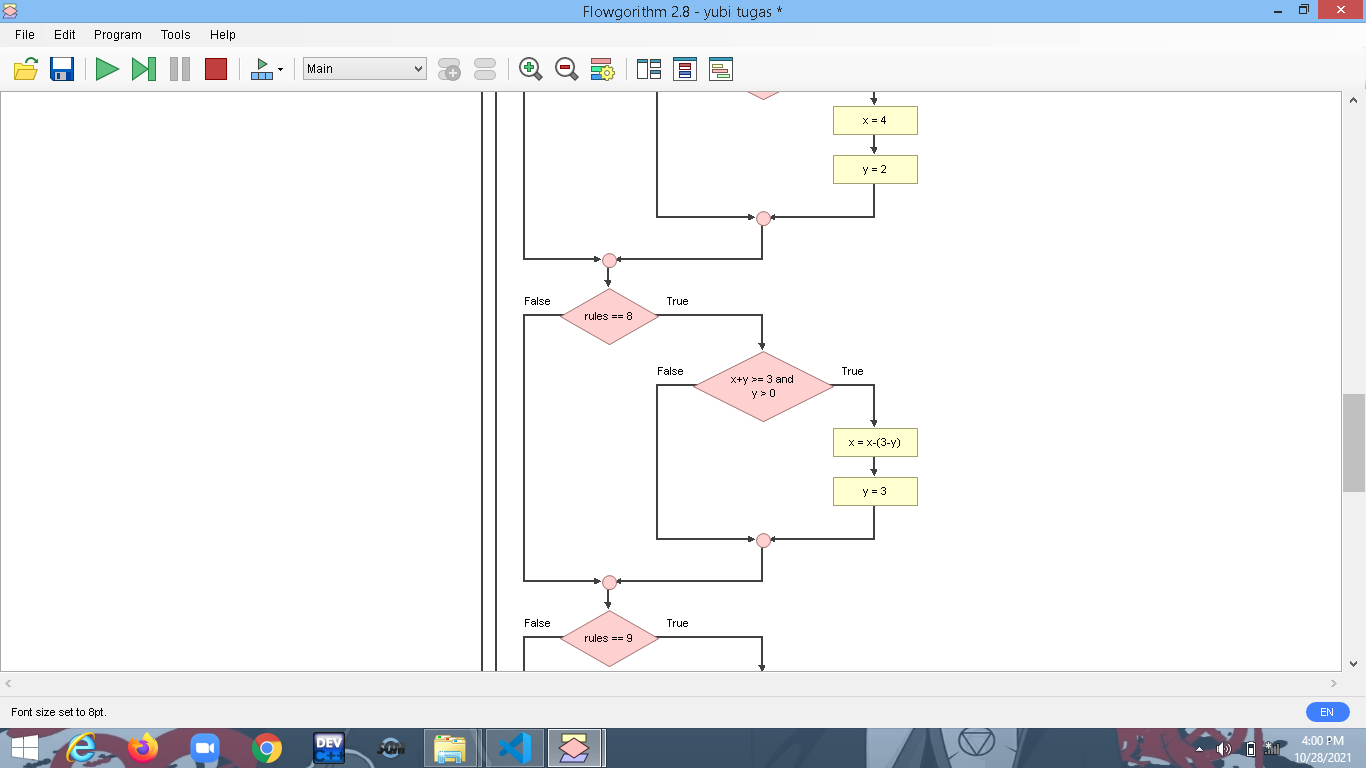 Flowgorithm 2.8 - yubi tugas *
File Edit Program Tools Help
Main
x = 4
y = 2
False True
rules == 8
False True
x+y >= 3 and
y > 0
x = x-(3-y)
y = 3
False True
rules == 9
Font size set to 8pt.
EN
DEV
C++
4:00 PM
10/28/2021